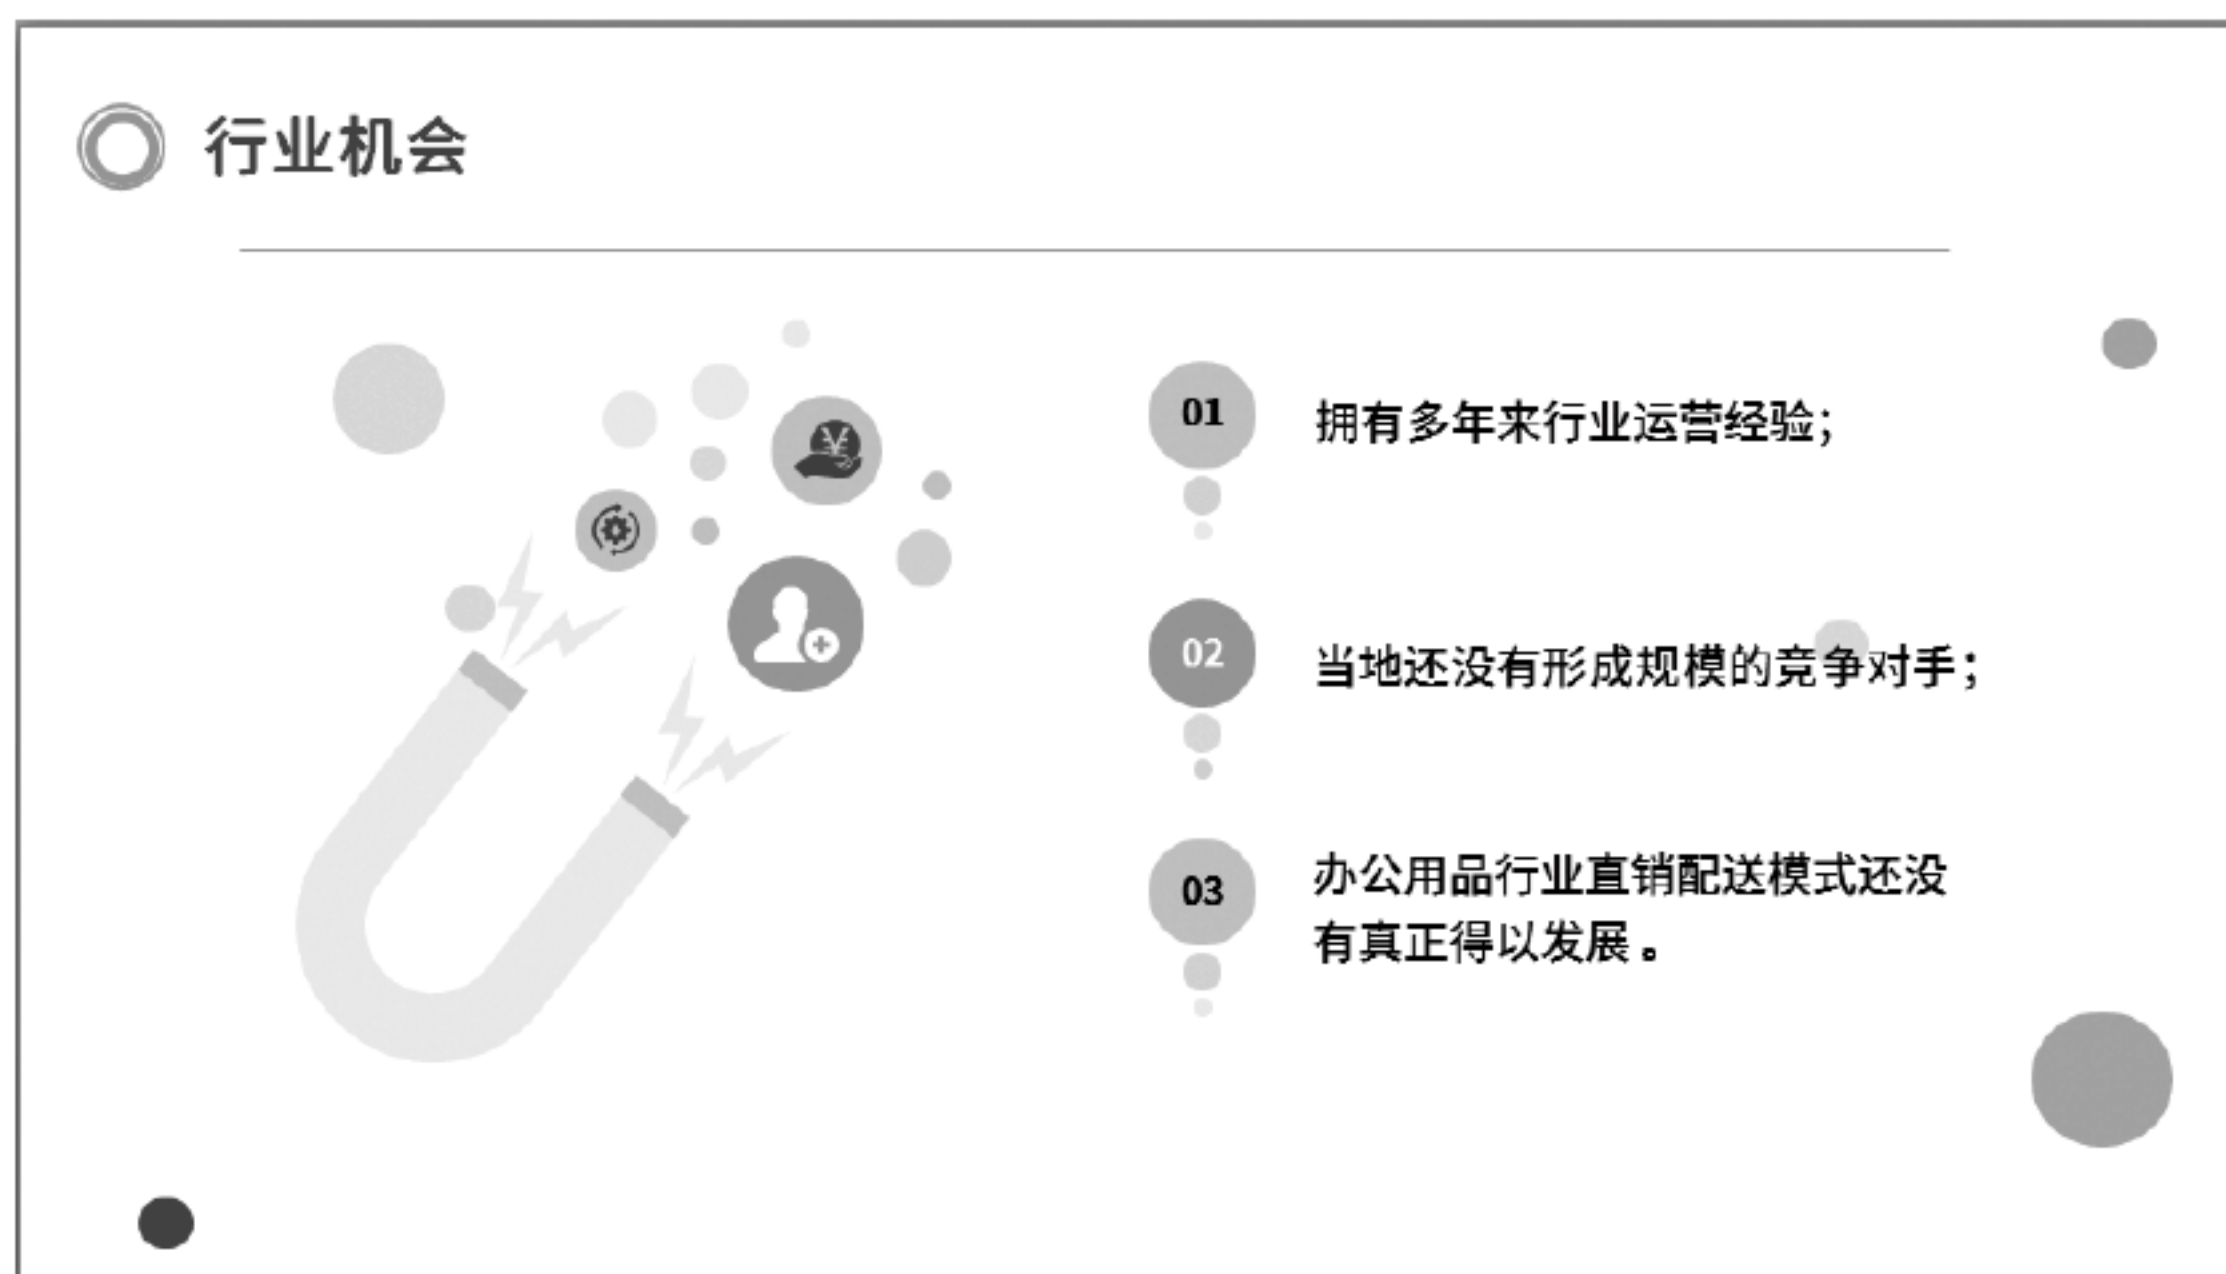 行业机会
01
拥有多年来行业运营经验；
02
当地还没有形成规模的竞争对手；
03
办公用品行业直销配送模式还没
有真正得以发展。